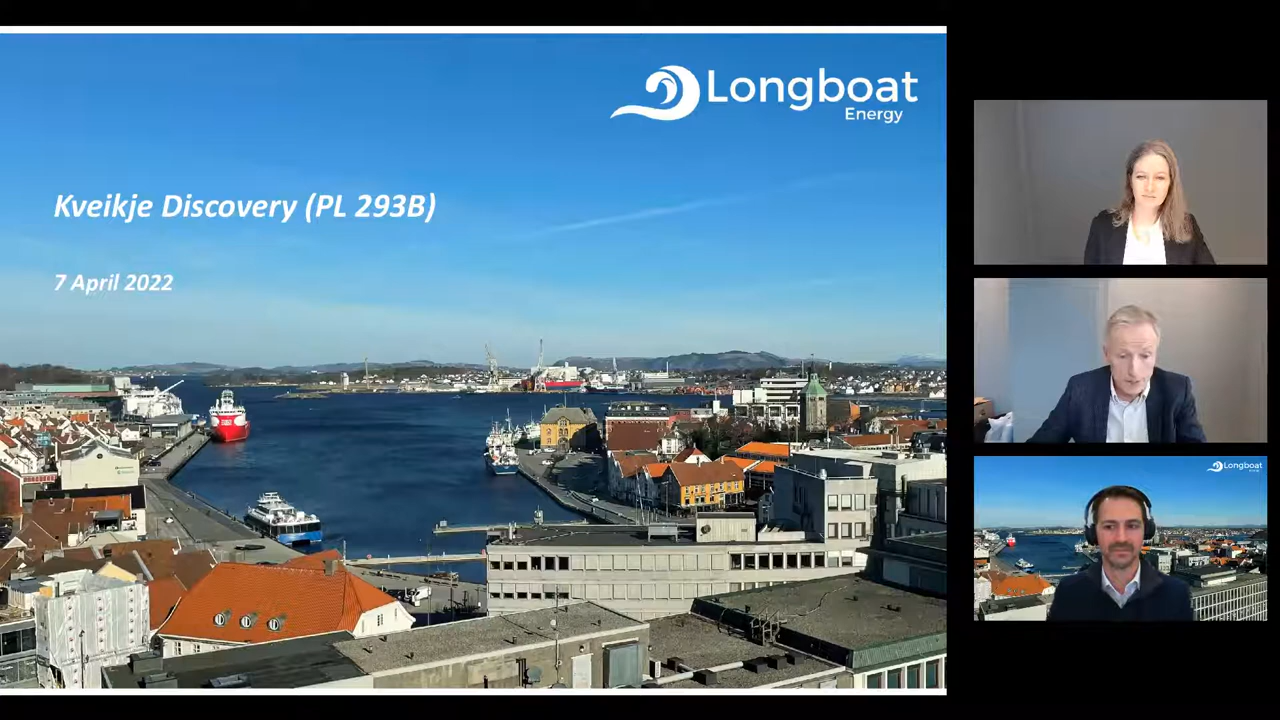 Longboat
Energy
Kveikje Discovery (PL 293B)
7 April 2022
Longboat